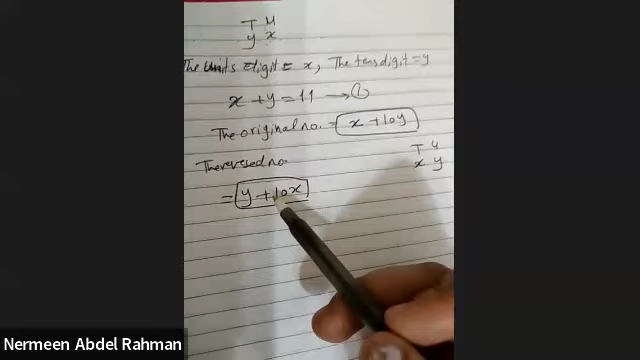 T U
y x
The units digit = x, The tens digit = y
x + y = 11 → ①
The original no. = x + 10y
T U
x y
The reversed no.
= y + 10x
Nermeen Abdel Rahman